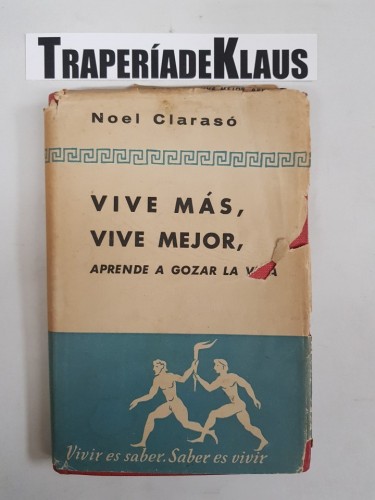 TRAPERÍADEKLAUS
Noel Clarasó
VIVE MÁS,
VIVE MEJOR,
APRENDE A GOZAR LA
Vivir es saber. Saber es vivir